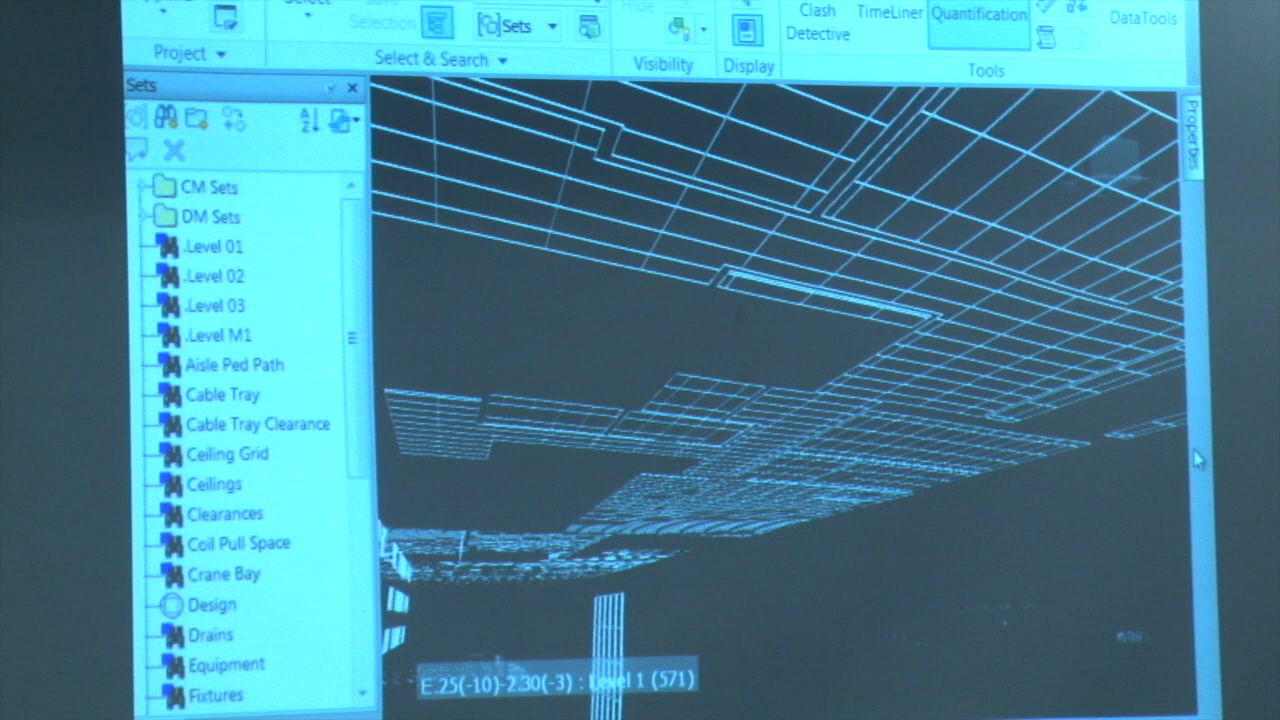 Selection
Sets
Hide
Clash
Detective
TimeLiner
Quantification
DataTools
Project
Select & Search
Visibility
Display
Tools
Sets
Properties
CM Sets
DM Sets
.Level 01
.Level 02
.Level 03
.Level M1
Aisle Ped Path
Cable Tray
Cable Tray Clearance
Ceiling Grid
Ceilings
Clearances
Coil Pull Space
Crane Bay
Design
Drains
Equipment
Fixtures
E.25(-10)-2.30(-3) : Level 1 (571)